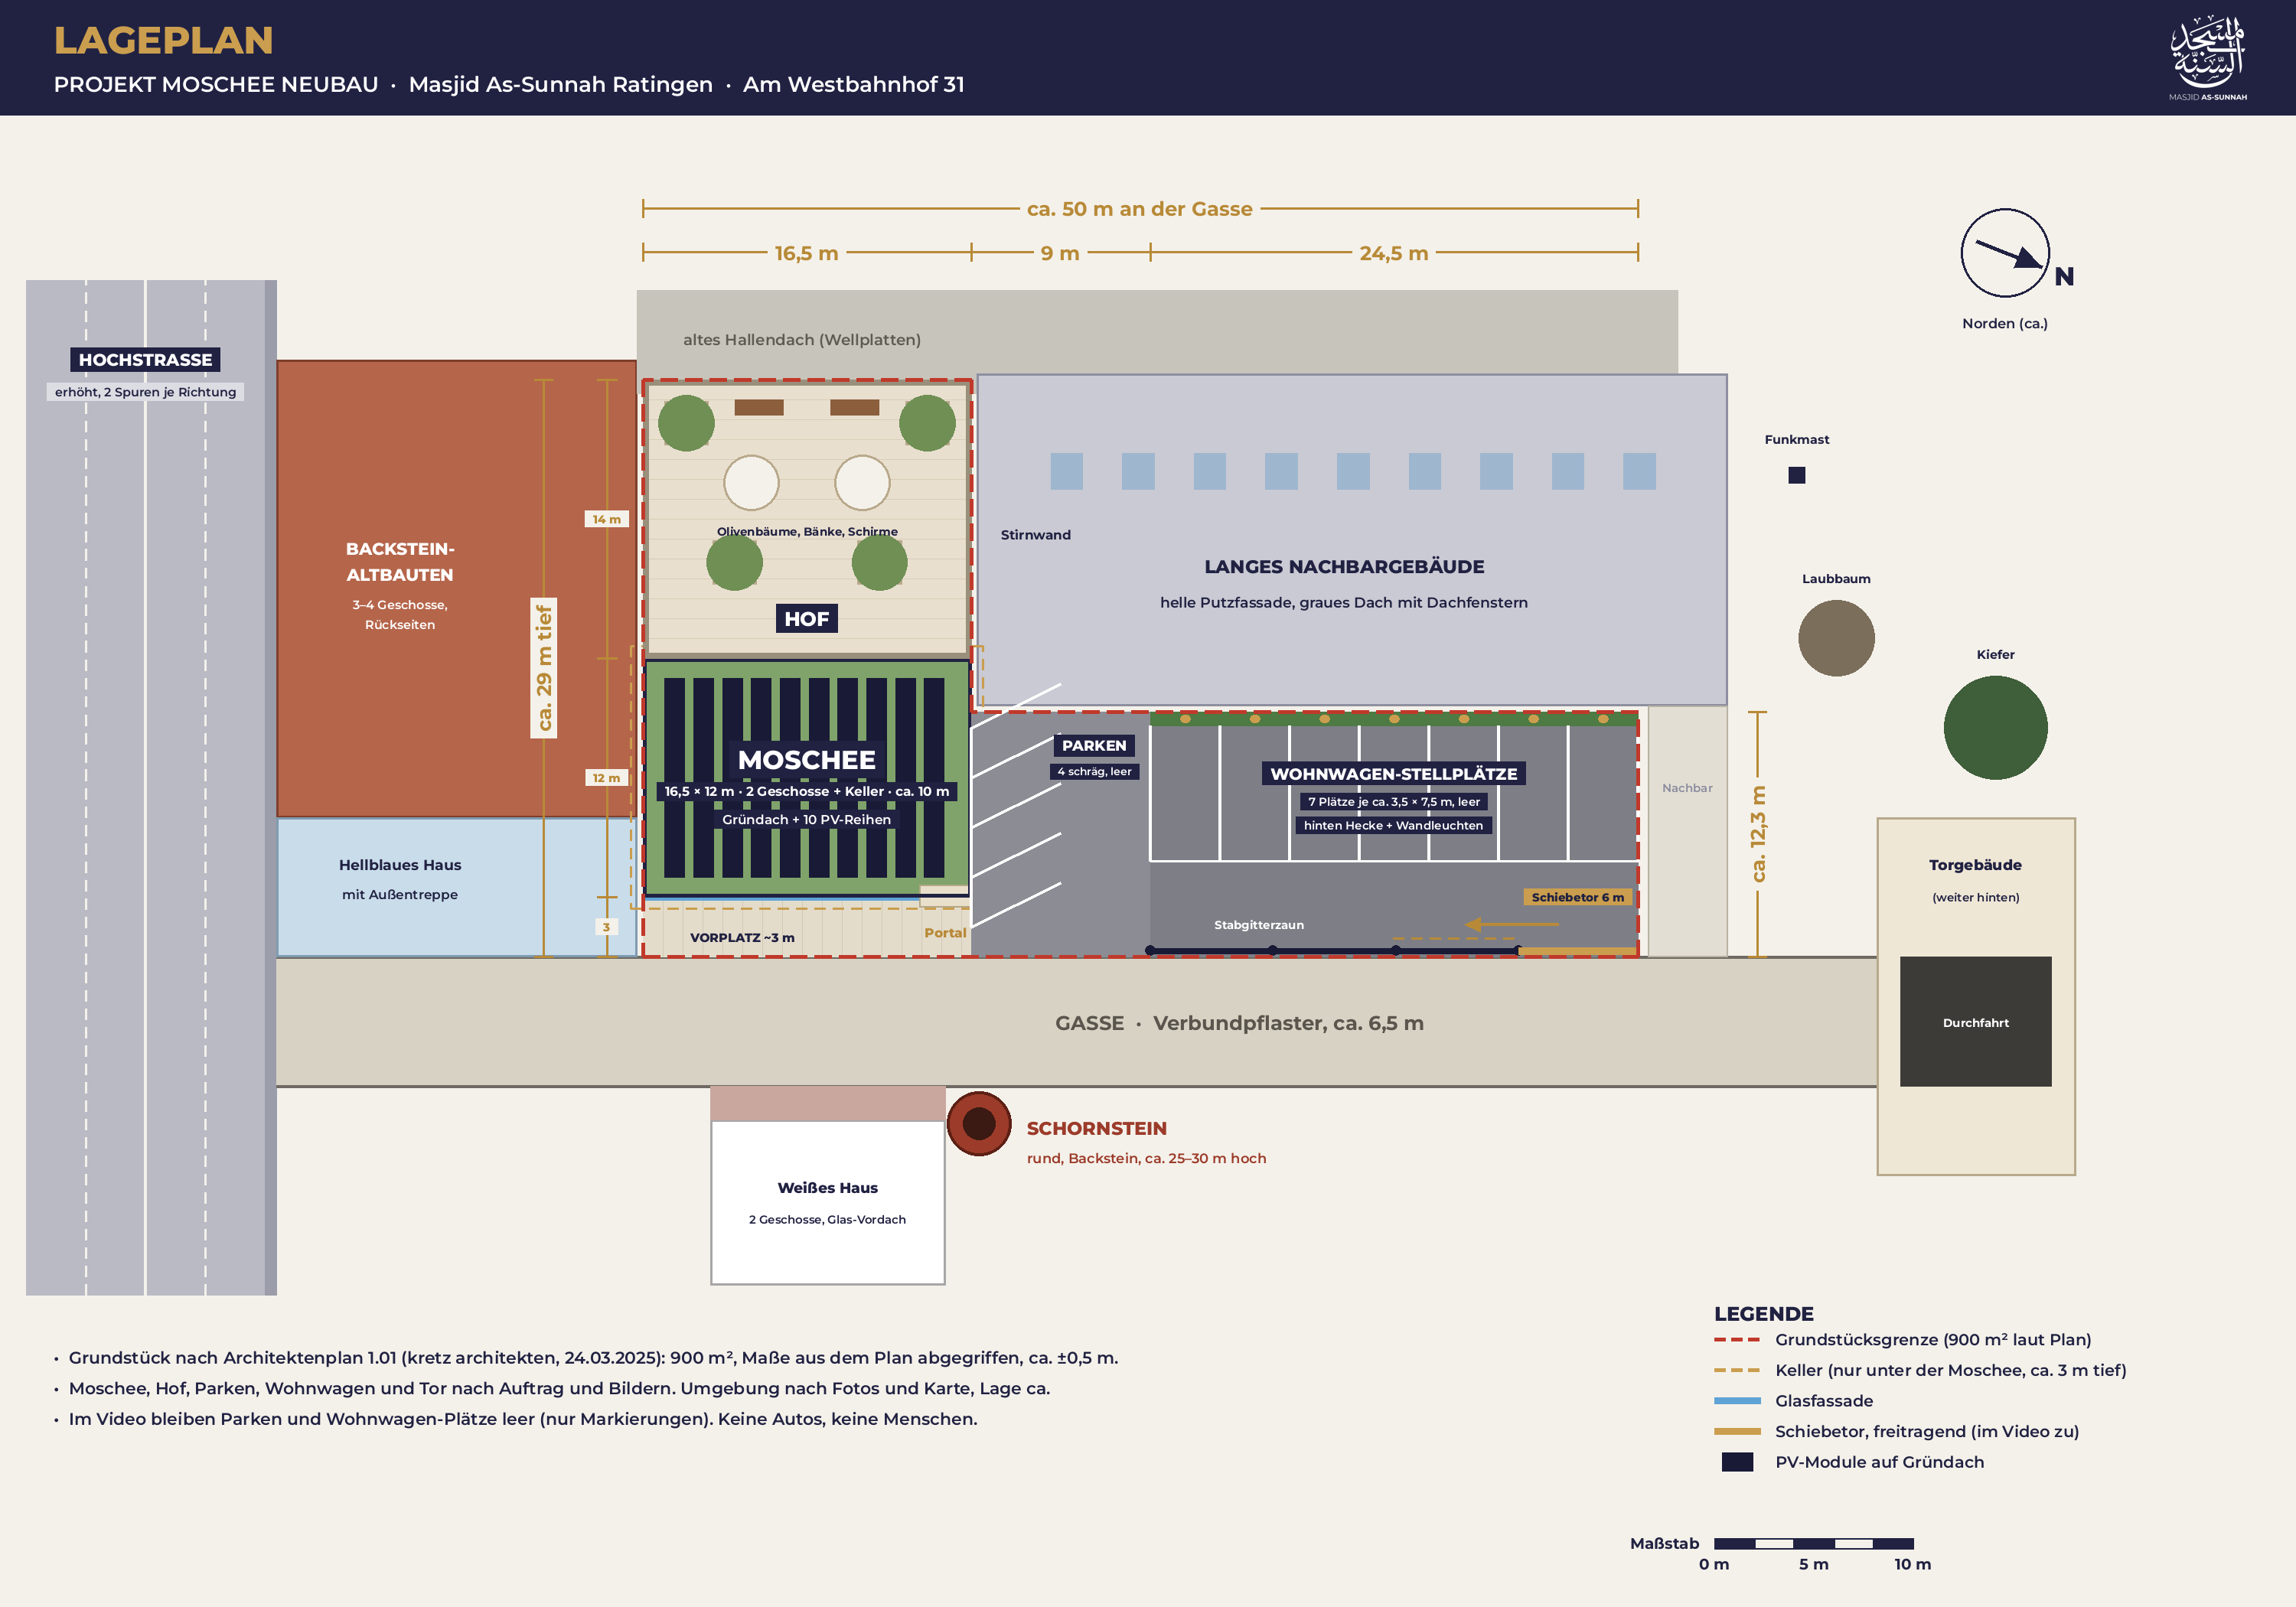 LAGEPLAN
PROJEKT MOSCHEE NEUBAU · Masjid As-Sunnah Ratingen · Am Westbahnhof 31
مسجد
السنة
MASJID AS-SUNNAH
ca. 50 m an der Gasse
16,5 m
9 m
24,5 m
N
Norden (ca.)
HOCHSTRASSE
erhöht, 2 Spuren je Richtung
altes Hallendach (Wellplatten)
BACKSTEIN-
ALTBAUTEN
3–4 Geschosse,
Rückseiten
ca. 29 m tief
14 m
12 m
3
Olivenbäume, Bänke, Schirme
HOF
Stirnwand
LANGES NACHBARGEBÄUDE
helle Putzfassade, graues Dach mit Dachfenstern
Funkmast
Laubbaum
Kiefer
MOSCHEE
16,5 × 12 m · 2 Geschosse + Keller · ca. 10 m
Gründach + 10 PV-Reihen
PARKEN
4 schräg, leer
WOHNWAGEN-STELLPLÄTZE
7 Plätze je ca. 3,5 × 7,5 m, leer
hinten Hecke + Wandleuchten
Nachbar
ca. 12,3 m
Hellblaues Haus
mit Außentreppe
VORPLATZ ~3 m
Portal
Stabgitterzaun
Schiebetor 6 m
Torgebäude
(weiter hinten)
Durchfahrt
GASSE · Verbundpflaster, ca. 6,5 m
SCHORNSTEIN
rund, Backstein, ca. 25–30 m hoch
Weißes Haus
2 Geschosse, Glas-Vordach
• Grundstück nach Architektenplan 1.01 (kretz architekten, 24.03.2025): 900 m², Maße aus dem Plan abgegriffen, ca. ±0,5 m.
• Moschee, Hof, Parken, Wohnwagen und Tor nach Auftrag und Bildern. Umgebung nach Fotos und Karte, Lage ca.
• Im Video bleiben Parken und Wohnwagen-Plätze leer (nur Markierungen). Keine Autos, keine Menschen.
LEGENDE
Grundstücksgrenze (900 m² laut Plan)
Keller (nur unter der Moschee, ca. 3 m tief)
Glasfassade
Schiebetor, freitragend (im Video zu)
PV-Module auf Gründach
Maßstab
0 m 5 m 10 m